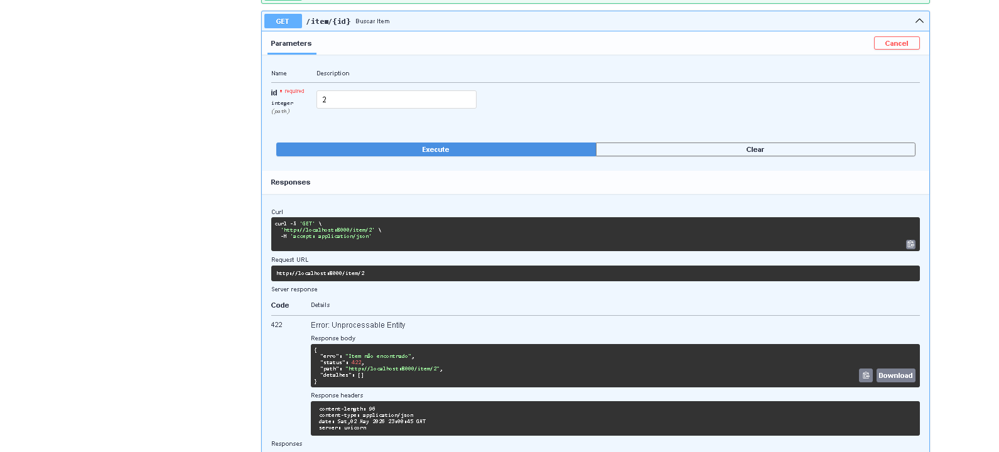 GET /item/{id} Buscar Item
Parameters
Cancel
Name Description
id * required
integer
(path)
2
Execute Clear
Responses
Curl
curl -X 'GET' \
'http://localhost:8000/item/2' \
-H 'accept: application/json'
Request URL
http://localhost:8000/item/2
Server response
Code Details
422 Error: Unprocessable Entity
Response body
{
"erro": "Item não encontrado",
"status": 422,
"path": "http://localhost:8000/item/2",
"detalhes": []
}
Download
Response headers
content-length: 96
content-type: application/json
date: Sat,02 May 2026 23:00:45 GMT
server: uvicorn
Responses